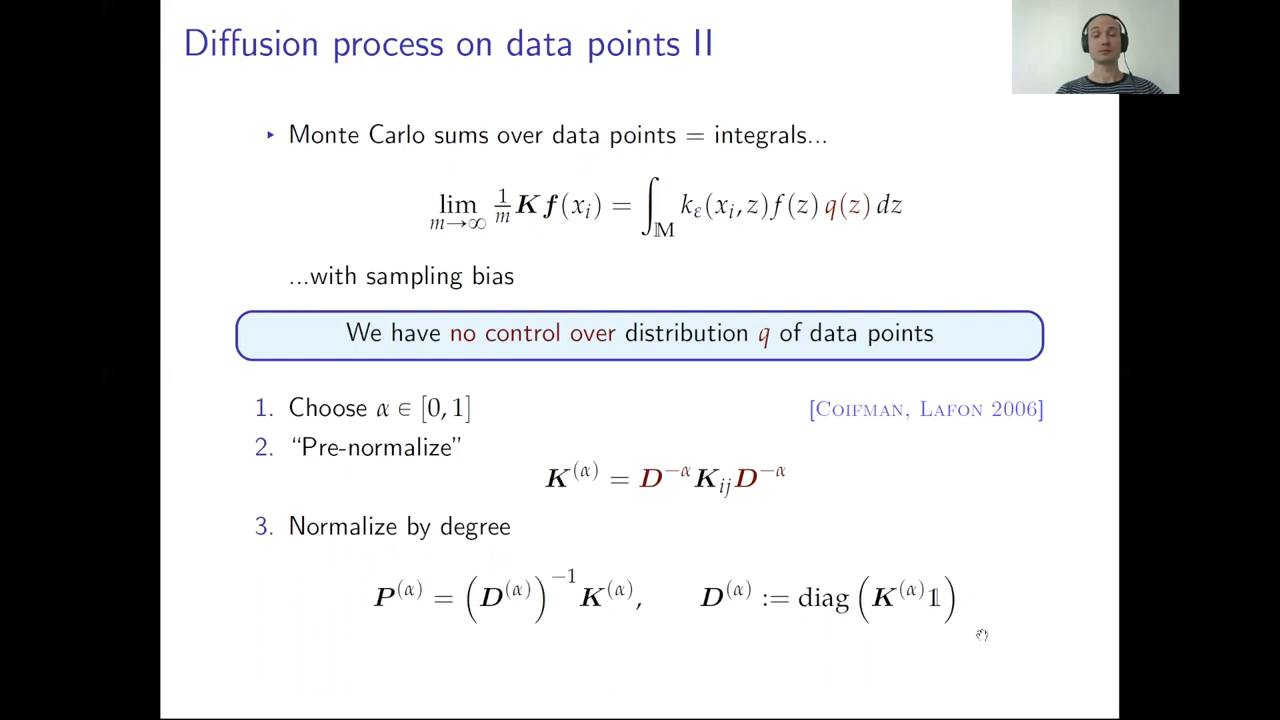 Diffusion process on data points II
▸ Monte Carlo sums over data points = integrals...
lim_{m→∞} \frac{1}{m} K f(x_i) = ∫_𝕄 k_ε(x_i, z) f(z) q(z) dz
...with sampling bias
We have no control over distribution q of data points
1. Choose α ∈ [0, 1] [Coifman, Lafon 2006]
2. “Pre-normalize”
K^{(α)} = D^{−α} K_{ij} D^{−α}
3. Normalize by degree
P^{(α)} = (D^{(α)})^{−1} K^{(α)}, D^{(α)} := diag (K^{(α)} 𝟙)